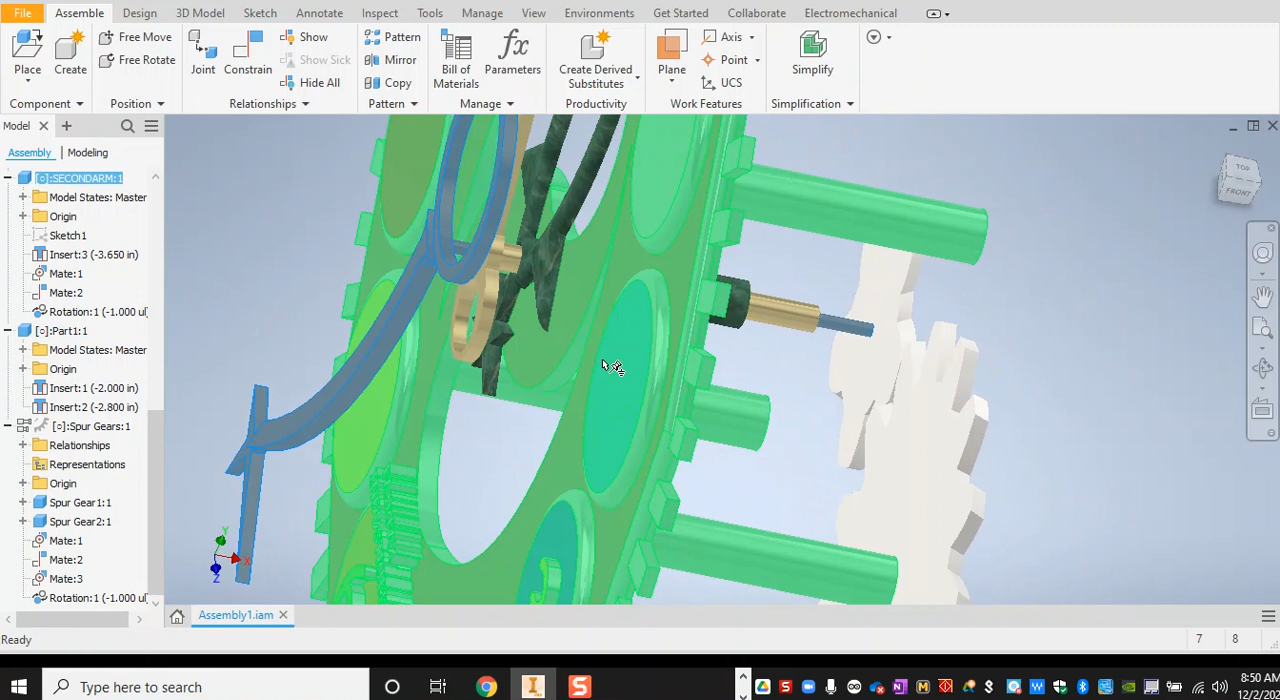 File Assemble Design 3D Model Sketch Annotate Inspect Tools Manage View Environments Get Started Collaborate Electromechanical
Place Create Free Move Free Rotate Joint Constrain Show Show Sick Hide All Pattern Mirror Copy Bill of Materials Parameters Create Derived Substitutes Plane Axis Point UCS Simplify
Component Position Relationships Pattern Manage Productivity Work Features Simplification
Model
Assembly Modeling
[○]:SECONDARM:1
Model States: Master
Origin
Sketch1
Insert:3 (-3.650 in)
Mate:1
Mate:2
Rotation:1 (-1.000 ul
[○]:Part1:1
Model States: Master
Origin
Insert:1 (-2.000 in)
Insert:2 (-2.800 in)
[○]:Spur Gears:1
Relationships
Representations
Origin
Spur Gear1:1
Spur Gear2:1
Mate:1
Mate:2
Mate:3
Rotation:1 (-1.000 ul
TOP
FRONT
Y
X
Z
Assembly1.iam
Ready 7 8
Type here to search
8:50 AM
12/2/20